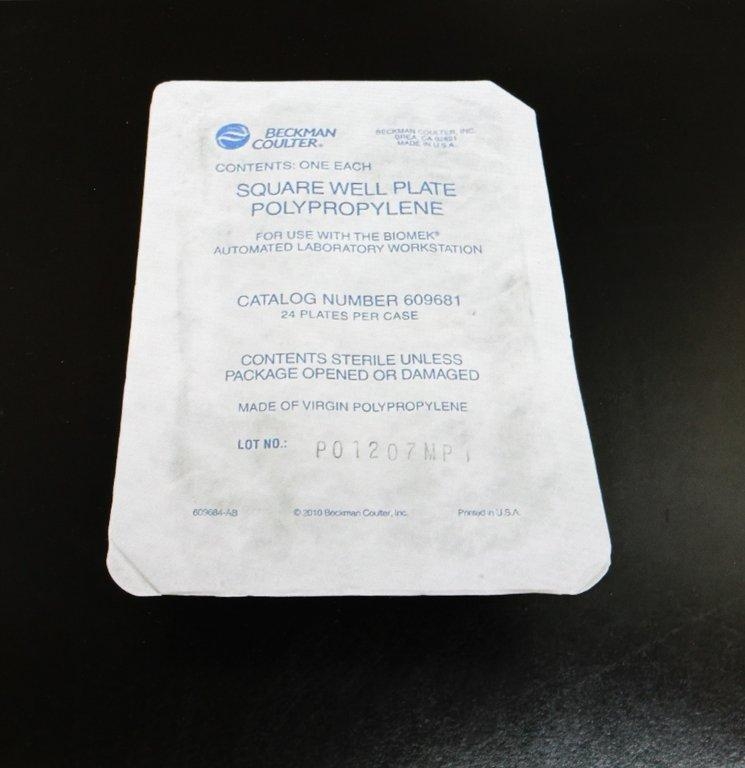 BECKMAN COULTER®
BECKMAN COULTER, INC.
BREA, CA 92821
MADE IN U.S.A.
CONTENTS: ONE EACH
SQUARE WELL PLATE
POLYPROPYLENE
FOR USE WITH THE BIOMEK®
AUTOMATED LABORATORY WORKSTATION
CATALOG NUMBER 609681
24 PLATES PER CASE
CONTENTS STERILE UNLESS
PACKAGE OPENED OR DAMAGED
MADE OF VIRGIN POLYPROPYLENE
LOT NO.: P01207MP
609684-AB © 2010 Beckman Coulter, Inc. Printed in U.S.A.